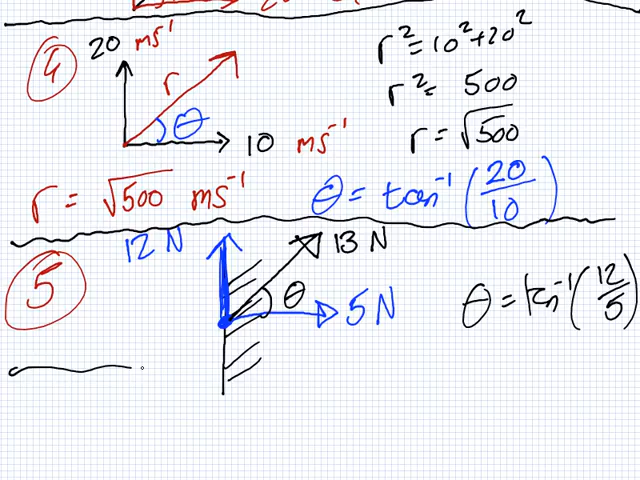 4
20 ms⁻¹
r
θ
10 ms⁻¹
r² = 10² + 20²
r² = 500
r = √500
r = √500 ms⁻¹
θ = tan⁻¹ (20/10)
5
12 N
13 N
θ
5 N
θ = tan⁻¹ (12/5)